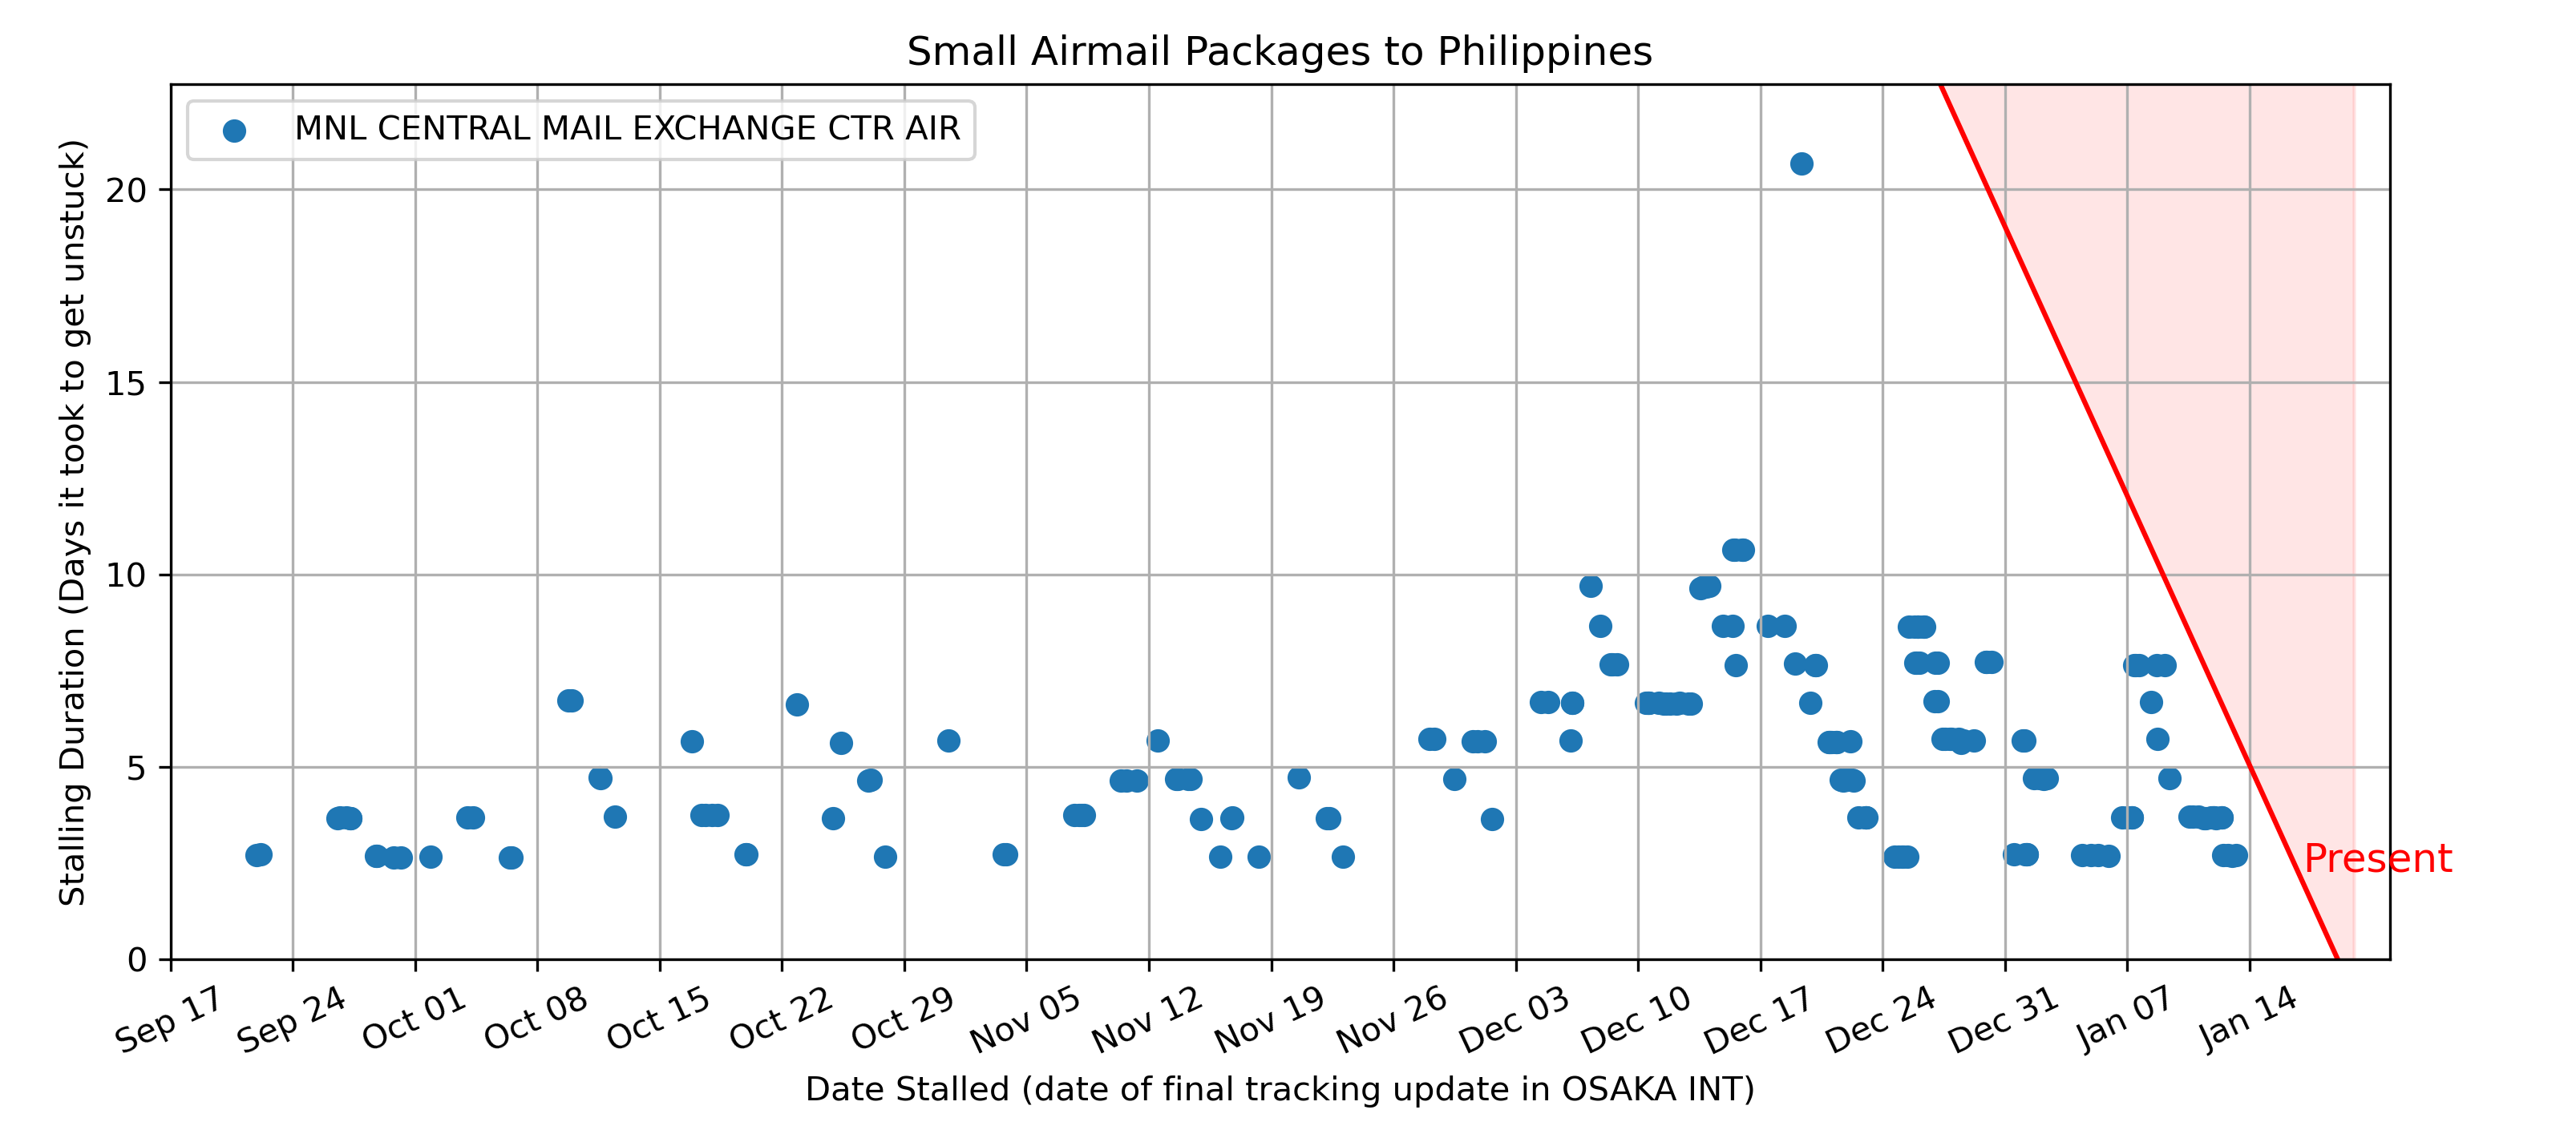 Small Airmail Packages to Philippines
MNL CENTRAL MAIL EXCHANGE CTR AIR
Stalling Duration (Days it took to get unstuck)
20
15
10
5
0
Present
Sep 17
Sep 24
Oct 01
Oct 08
Oct 15
Oct 22
Oct 29
Nov 05
Nov 12
Nov 19
Nov 26
Dec 03
Dec 10
Dec 17
Dec 24
Dec 31
Jan 07
Jan 14
Date Stalled (date of final tracking update in OSAKA INT)